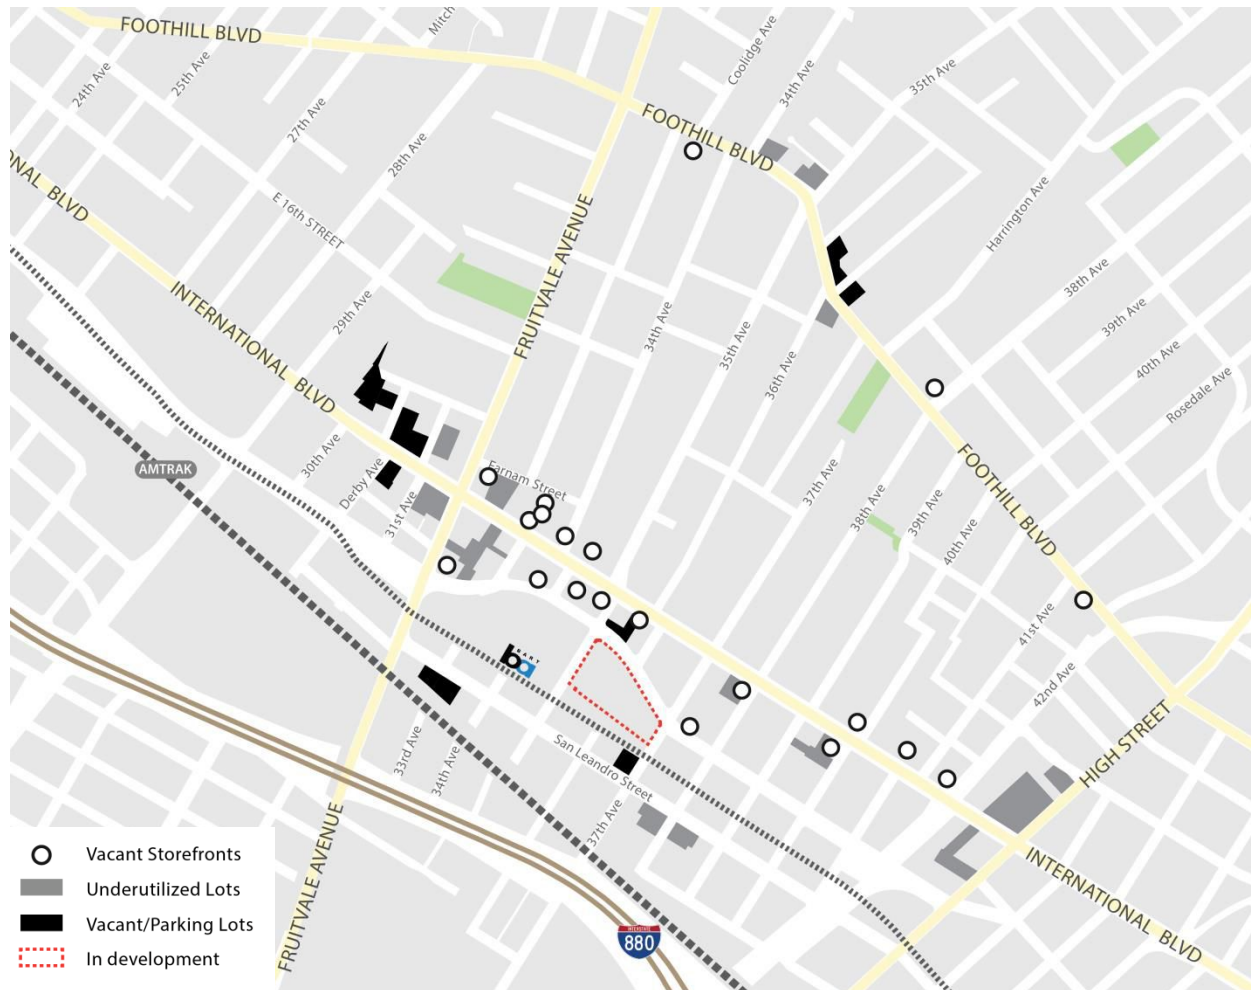 FOOTHILL BLVD
Mitch
Coolidge Ave
34th Ave
35th Ave
24th Ave
25th Ave
27th Ave
28th Ave
FOOTHILL BLVD
ONAL BLVD
E 16th STREET
Harrington Ave
FRUITVALE AVENUE
INTERNATIONAL BLVD
29th Ave
34th Ave
35th Ave
36th Ave
38th Ave
39th Ave
40th Ave
Rosedale Ave
AMTRAK
30th Ave
Derby Ave
31st Ave
Farnam Street
37th Ave
38th Ave
39th Ave
40th Ave
FOOTHILL BLVD
41st Ave
42nd Ave
HIGH STREET
BART
ba
33rd Ave
34th Ave
San Leandro Street
37th Ave
FRUITVALE AVENUE
INTERNATIONAL BLVD
INTERSTATE
880
Vacant Storefronts
Underutilized Lots
Vacant/Parking Lots
In development